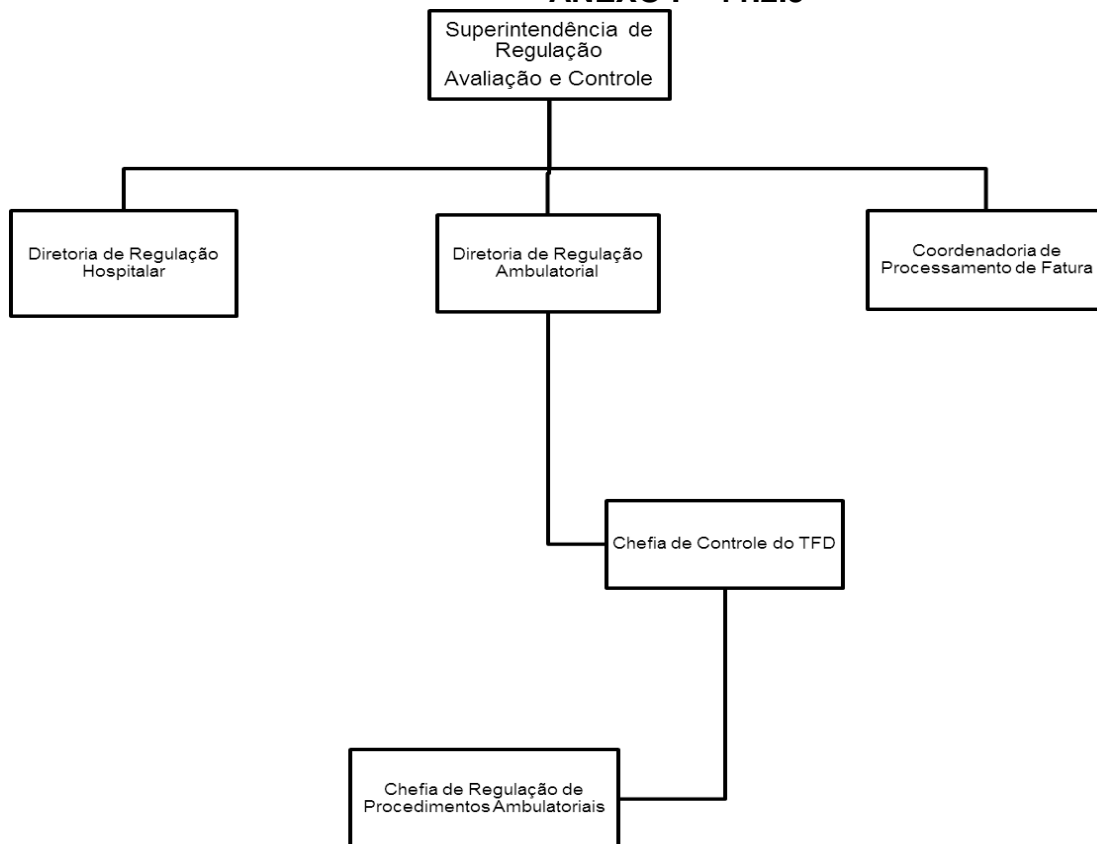 Superintendência de
Regulação
Avaliação e Controle
Diretoria de Regulação
Hospitalar
Diretoria de Regulação
Ambulatorial
Coordenadoria de
Processamento de Fatura
Chefia de Controle do TFD
Chefia de Regulação de
Procedimentos Ambulatoriais